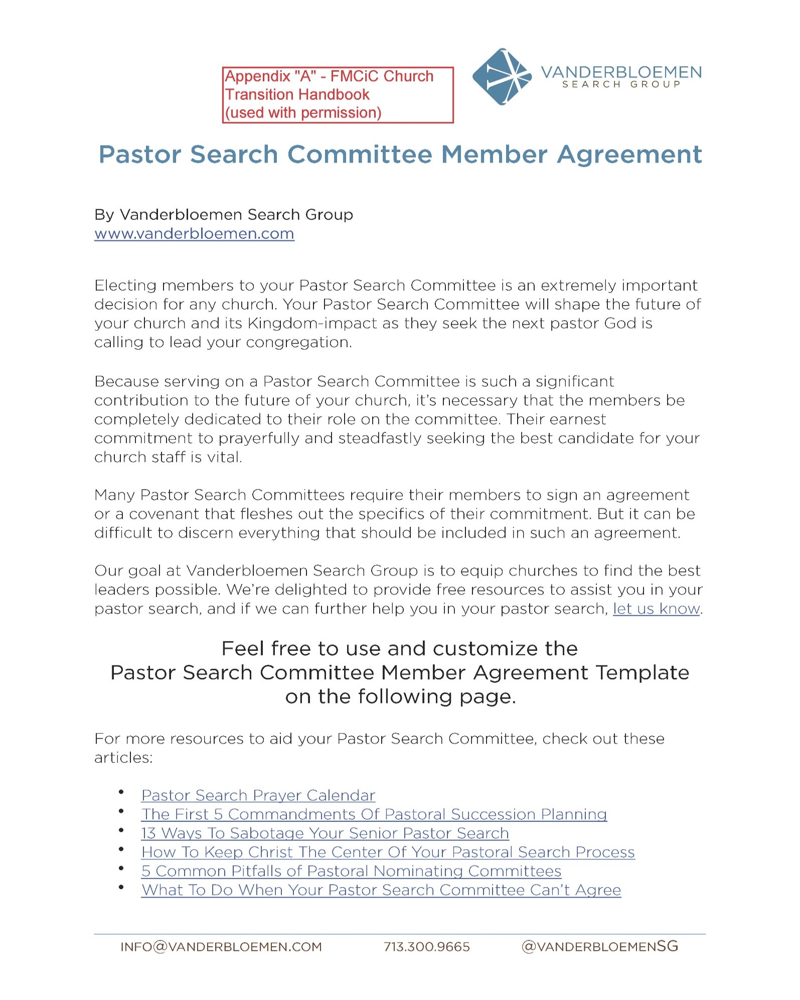 Appendix "A" - FMCiC Church
Transition Handbook
(used with permission)
VANDERBLOEMEN
SEARCH GROUP
Pastor Search Committee Member Agreement
By Vanderbloemen Search Group
www.vanderbloemen.com
Electing members to your Pastor Search Committee is an extremely important
decision for any church. Your Pastor Search Committee will shape the future of
your church and its Kingdom-impact as they seek the next pastor God is
calling to lead your congregation.
Because serving on a Pastor Search Committee is such a significant
contribution to the future of your church, it’s necessary that the members be
completely dedicated to their role on the committee. Their earnest
commitment to prayerfully and steadfastly seeking the best candidate for your
church staff is vital.
Many Pastor Search Committees require their members to sign an agreement
or a covenant that fleshes out the specifics of their commitment. But it can be
difficult to discern everything that should be included in such an agreement.
Our goal at Vanderbloemen Search Group is to equip churches to find the best
leaders possible. We’re delighted to provide free resources to assist you in your
pastor search, and if we can further help you in your pastor search, let us know.
Feel free to use and customize the
Pastor Search Committee Member Agreement Template
on the following page.
For more resources to aid your Pastor Search Committee, check out these
articles:
• Pastor Search Prayer Calendar
• The First 5 Commandments Of Pastoral Succession Planning
• 13 Ways To Sabotage Your Senior Pastor Search
• How To Keep Christ The Center Of Your Pastoral Search Process
• 5 Common Pitfalls of Pastoral Nominating Committees
• What To Do When Your Pastor Search Committee Can’t Agree
INFO@VANDERBLOEMEN.COM 713.300.9665 @VANDERBLOEMENSG